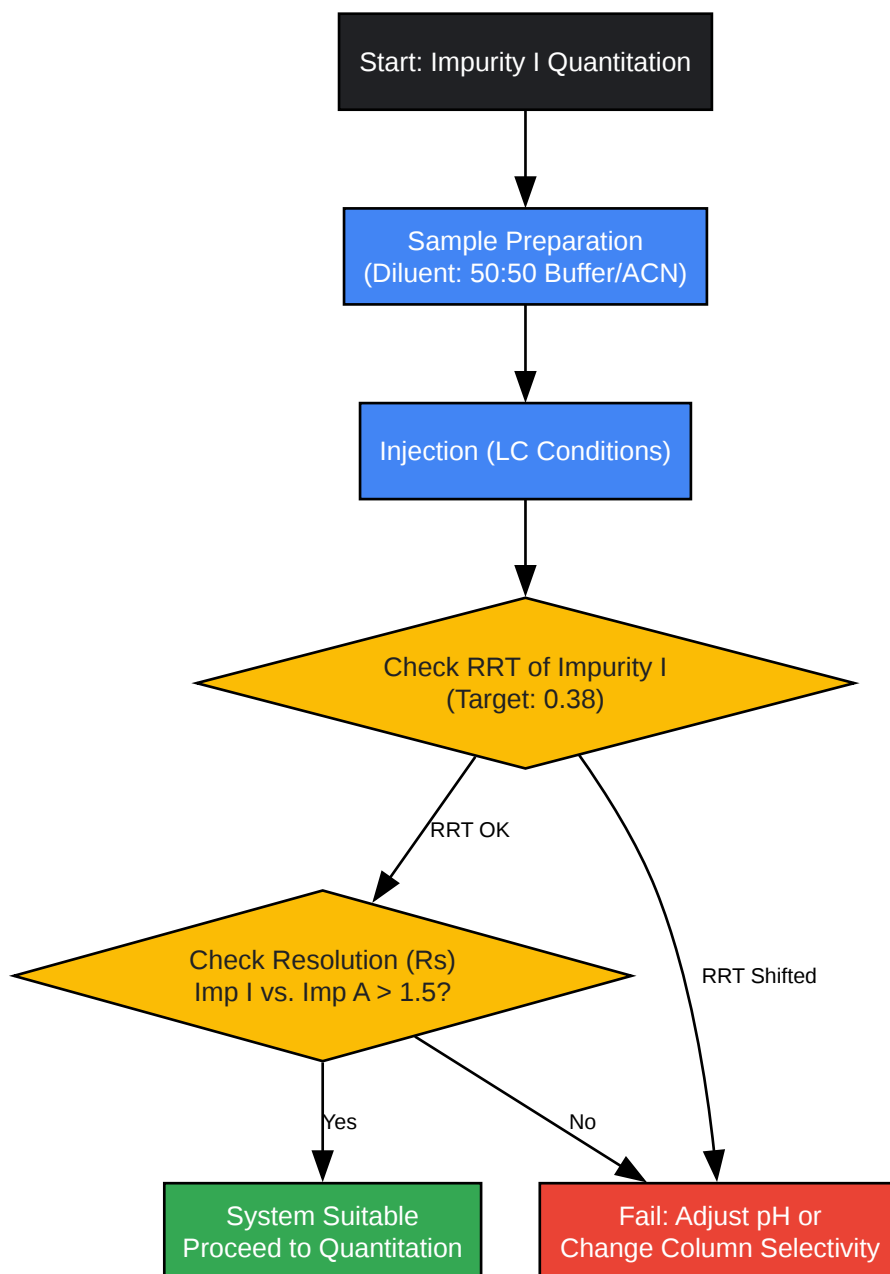 Start: Impurity I Quantitation
Sample Preparation
(Diluent: 50:50 Buffer/ACN)
Injection (LC Conditions)
Check RRT of Impurity I
(Target: 0.38)
RRT OK
Check Resolution (Rs)
Imp I vs. Imp A > 1.5?
RRT Shifted
Yes
No
System Suitable
Proceed to Quantitation
Fail: Adjust pH or
Change Column Selectivity